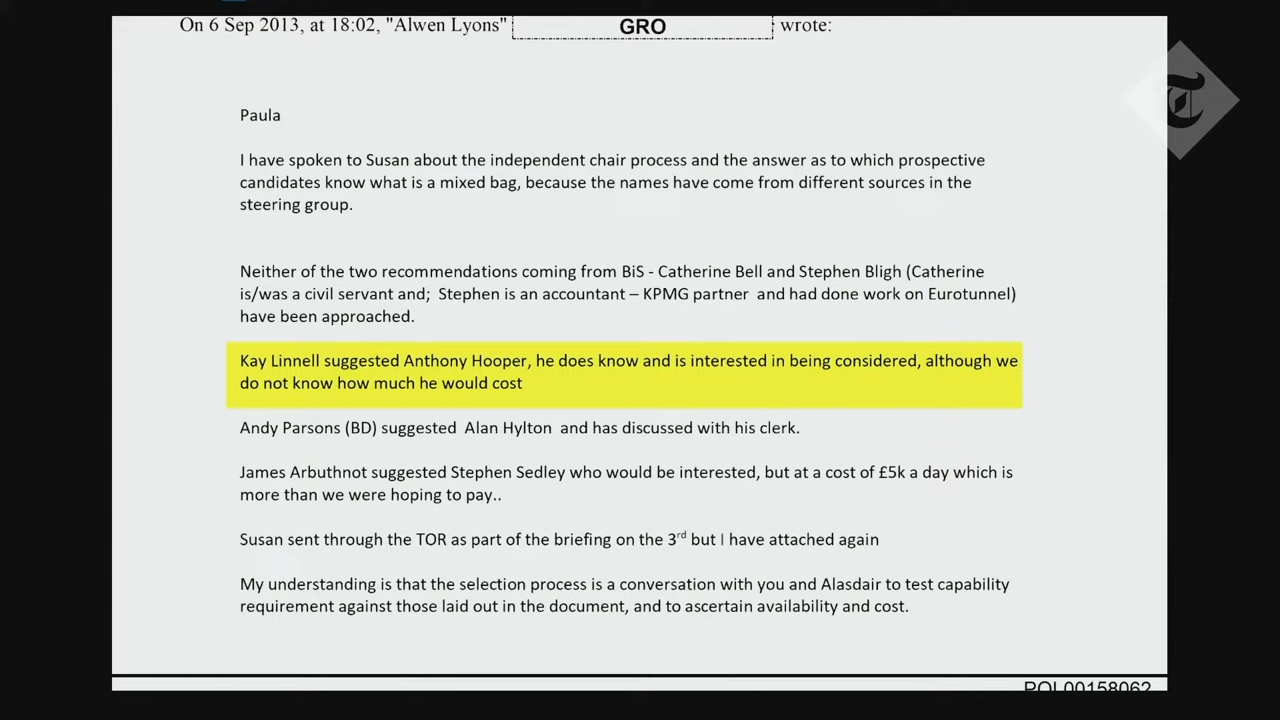 On 6 Sep 2013, at 18:02, "Alwen Lyons" GRO wrote:
Paula
I have spoken to Susan about the independent chair process and the answer as to which prospective
candidates know what is a mixed bag, because the names have come from different sources in the
steering group.
Neither of the two recommendations coming from BiS - Catherine Bell and Stephen Bligh (Catherine
is/was a civil servant and; Stephen is an accountant – KPMG partner and had done work on Eurotunnel)
have been approached.
Kay Linnell suggested Anthony Hooper, he does know and is interested in being considered, although we
do not know how much he would cost
Andy Parsons (BD) suggested Alan Hylton and has discussed with his clerk.
James Arbuthnot suggested Stephen Sedley who would be interested, but at a cost of £5k a day which is
more than we were hoping to pay..
Susan sent through the TOR as part of the briefing on the 3rd but I have attached again
My understanding is that the selection process is a conversation with you and Alasdair to test capability
requirement against those laid out in the document, and to ascertain availability and cost.
POL00158062
T